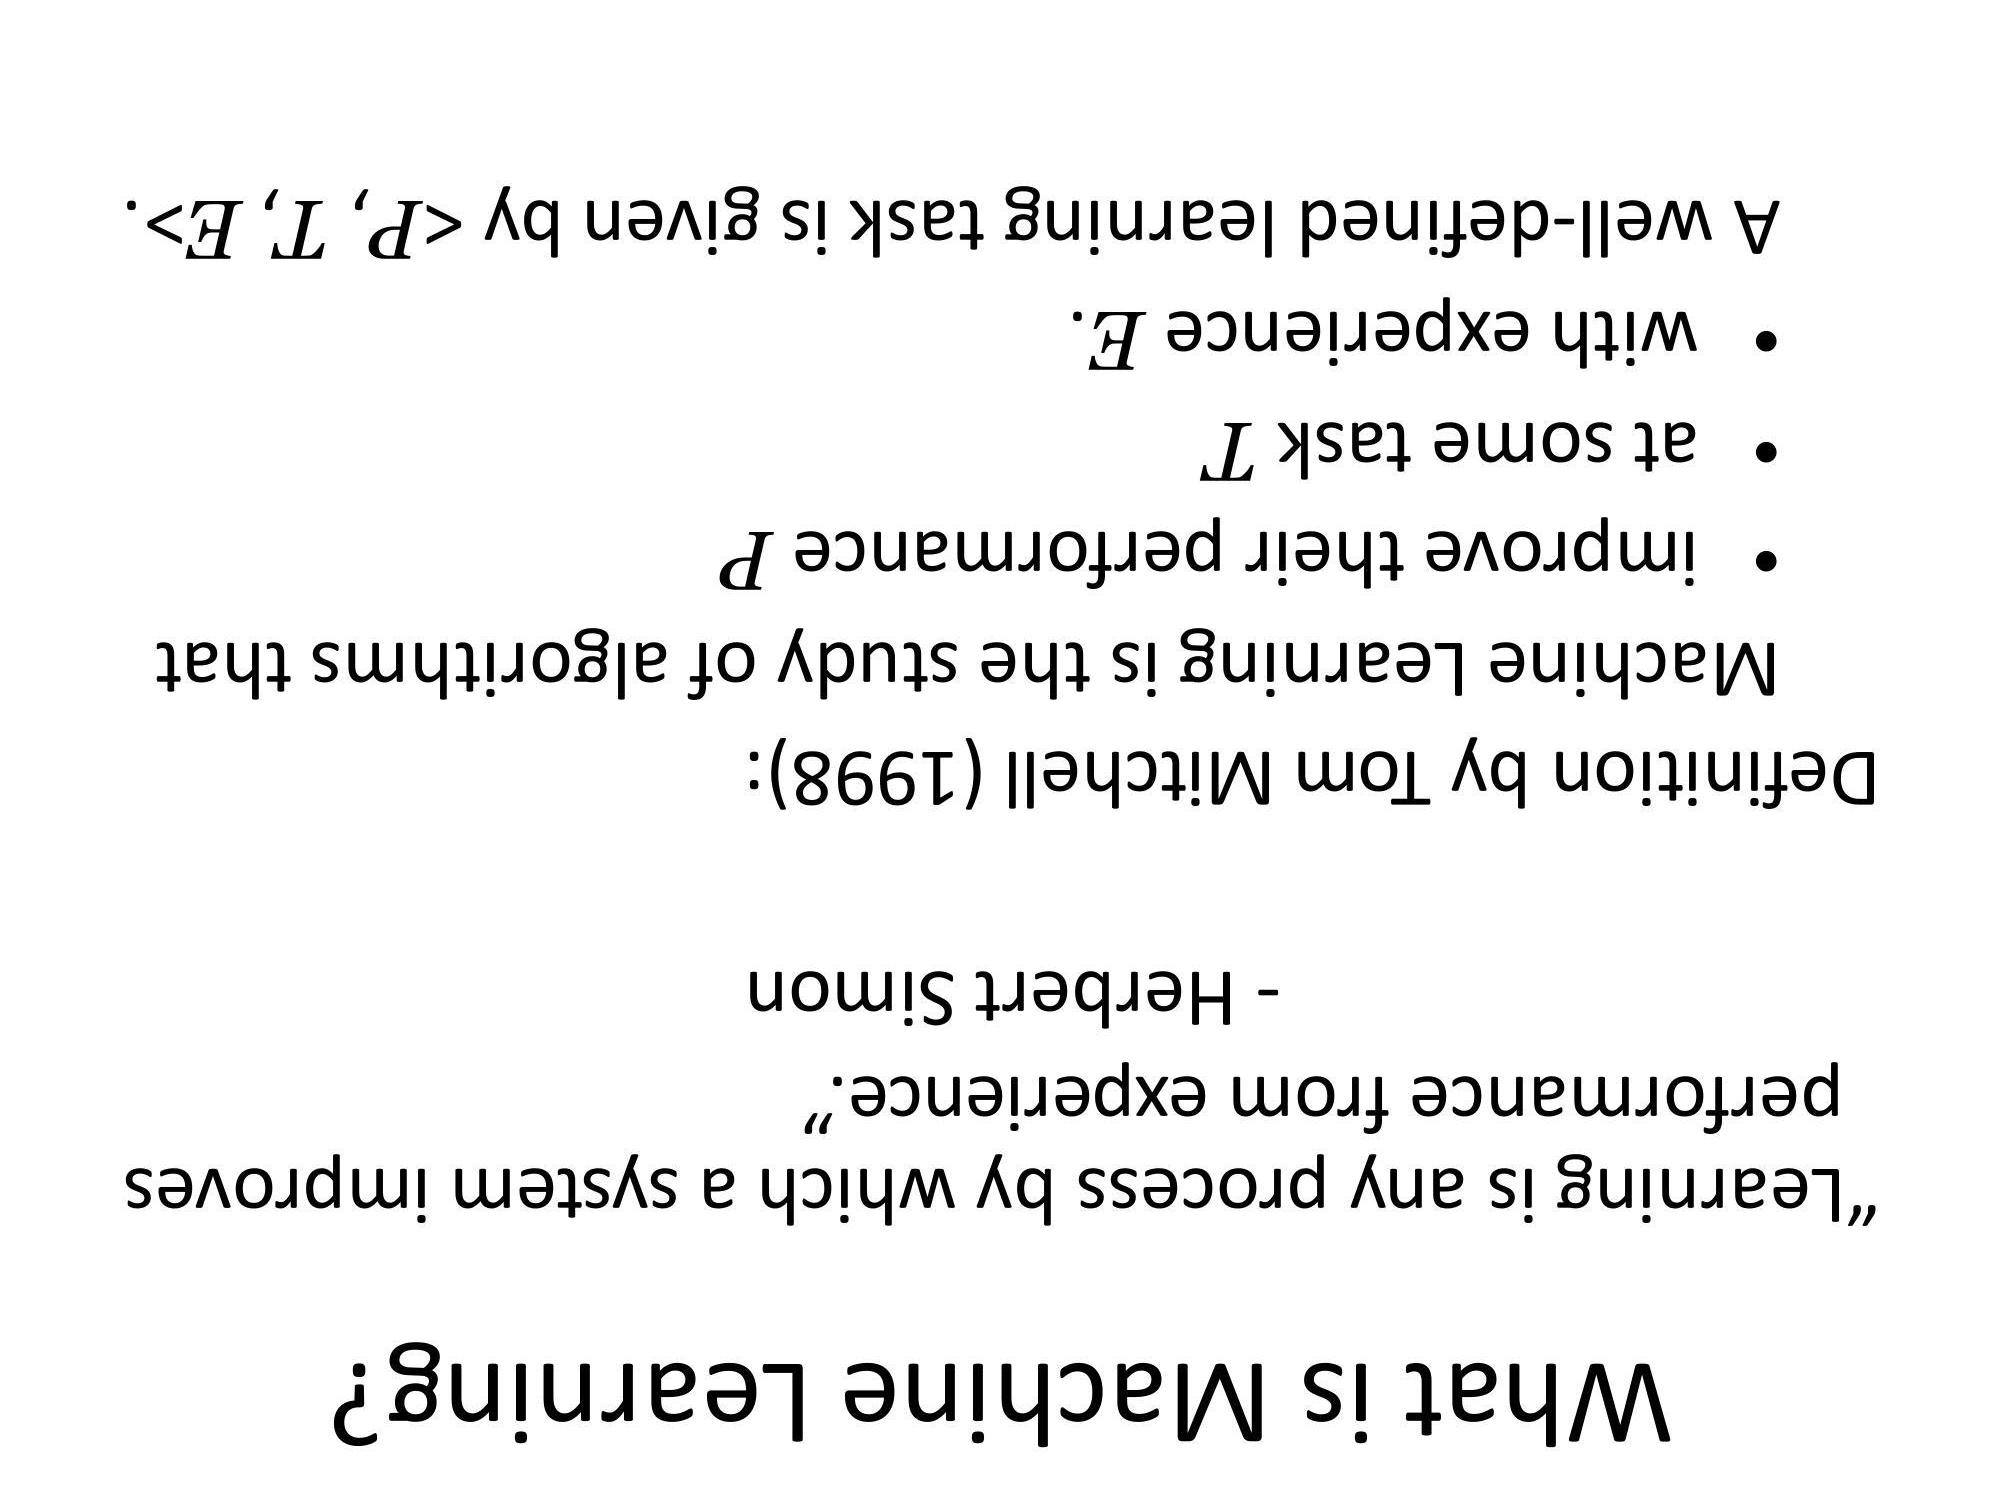 What is Machine Learning?
“Learning is any process by which a system improves
performance from experience.”
- Herbert Simon
Definition by Tom Mitchell (1998):
Machine Learning is the study of algorithms that
• improve their performance P
• at some task T
• with experience E.
A well-defined learning task is given by <P, T, E>.